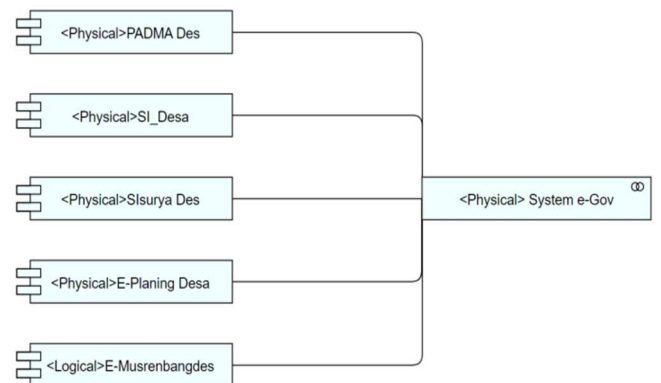 <Physical>PADMA Des
<Physical>SI_Desa
<Physical>SIsurya Des
<Physical> System e-Gov
<Physical>E-Planing Desa
<Logical>E-Musrenbangdes